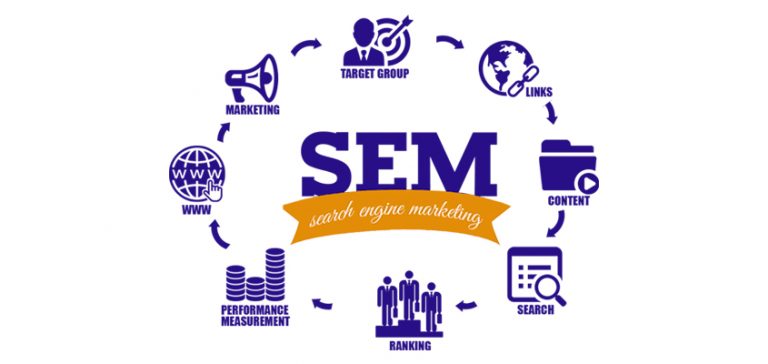 TARGET GROUP
LINKS
CONTENT
SEARCH
RANKING
PERFORMANCE
MEASUREMENT
WWW
WWW
MARKETING
SEM
search engine marketing